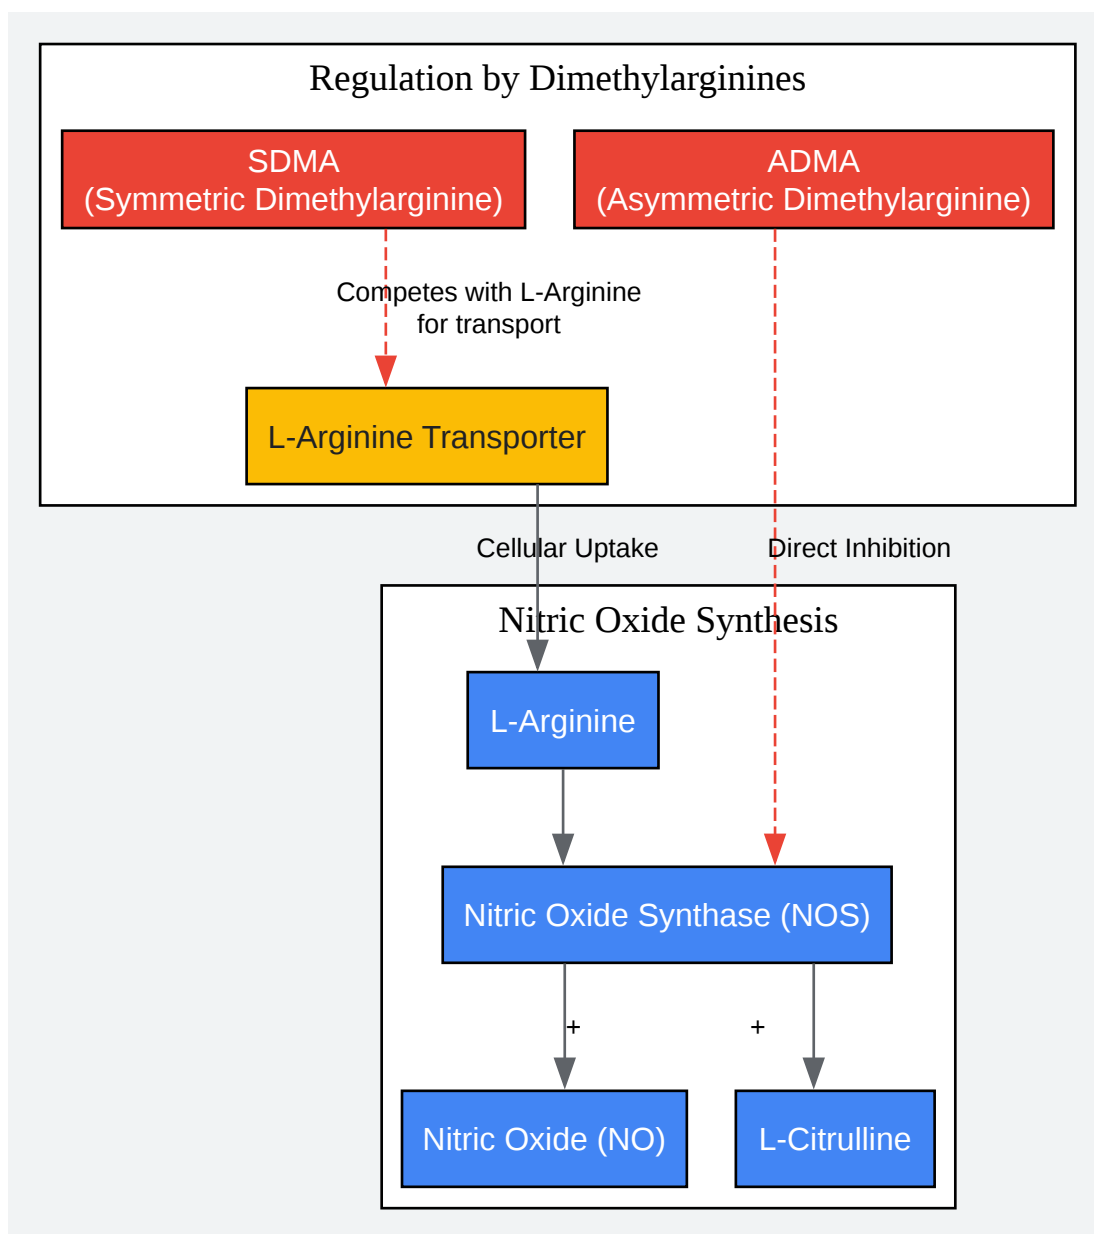 Regulation by Dimethylarginines
SDMA
(Symmetric Dimethylarginine)
ADMA
(Asymmetric Dimethylarginine)
Competes with L-Arginine
for transport
L-Arginine Transporter
Cellular Uptake
Direct Inhibition
Nitric Oxide Synthesis
L-Arginine
Nitric Oxide Synthase (NOS)
+
+
Nitric Oxide (NO)
L-Citrulline